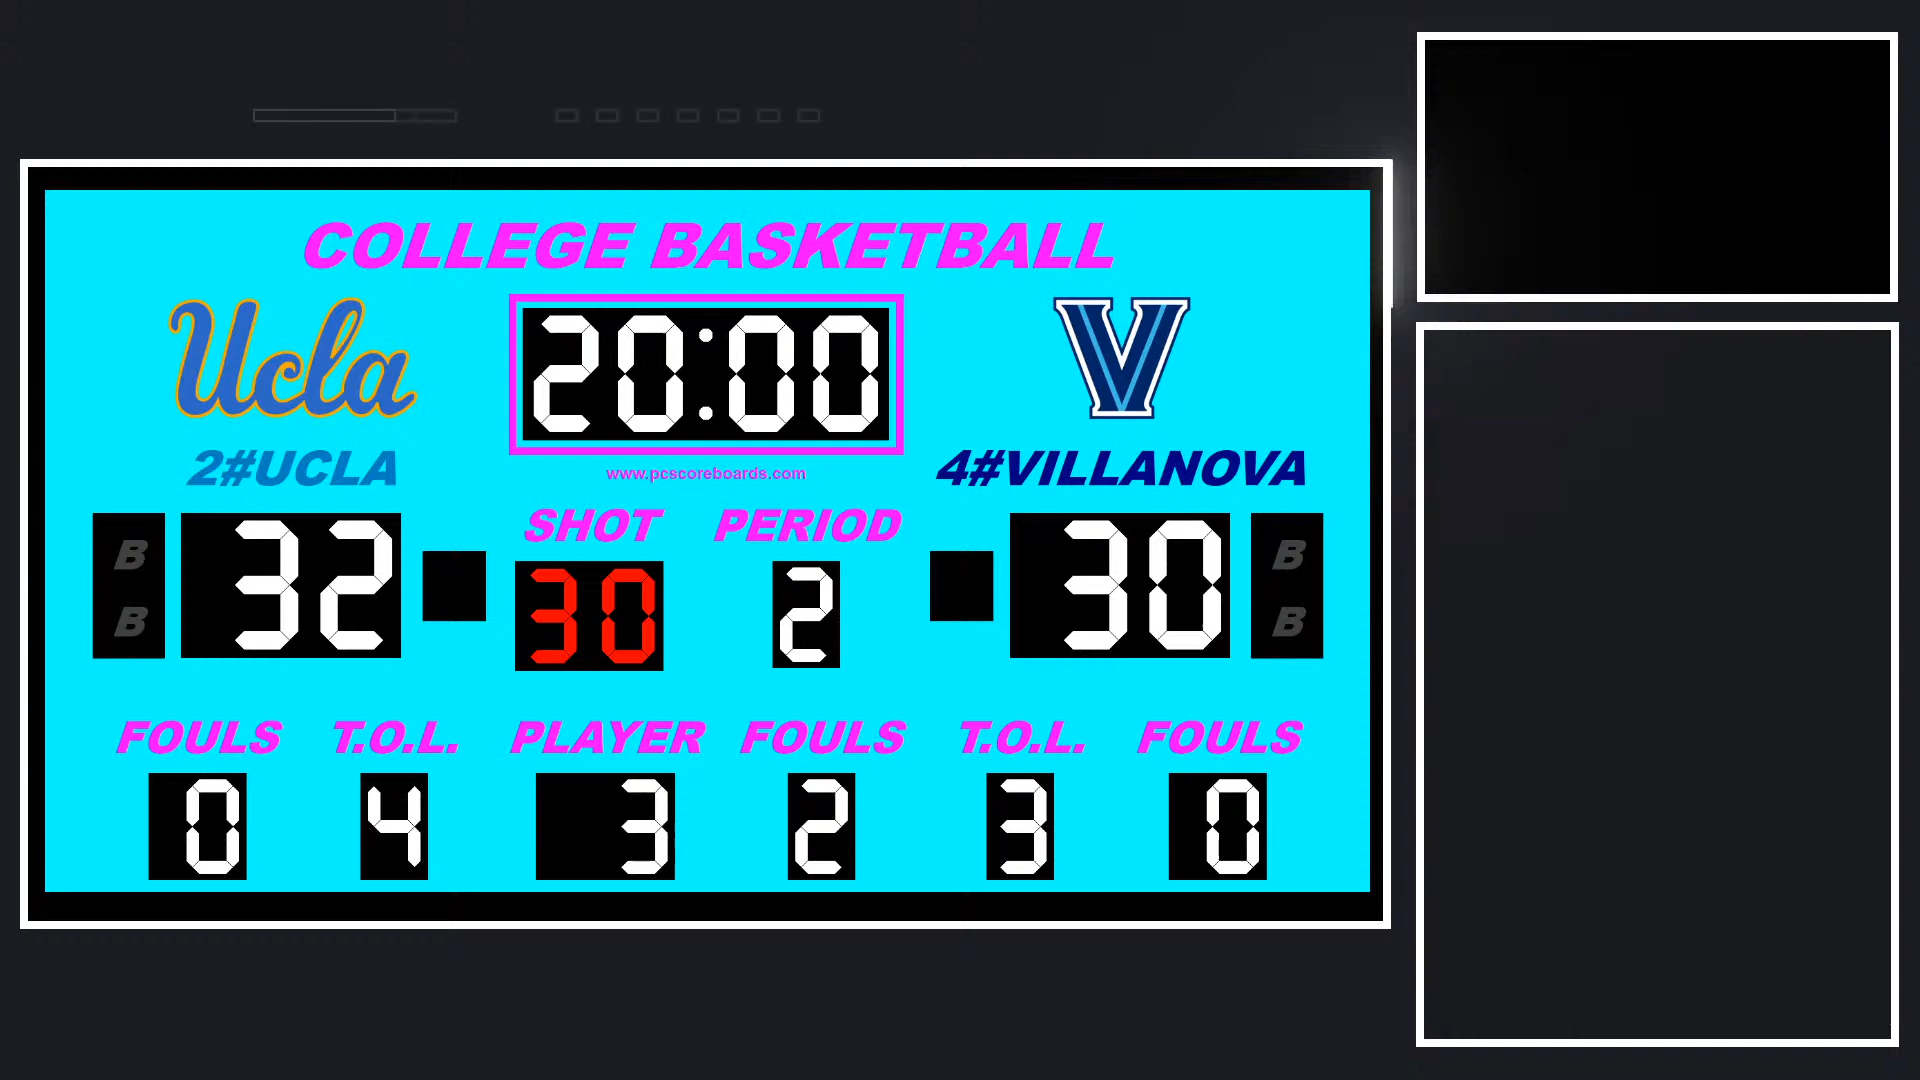 COLLEGE BASKETBALL
Ucla
20:00
V
2#UCLA
www.pcscoreboards.com
4#VILLANOVA
SHOT PERIOD
B B 32 30 2 30 B B
FOULS T.O.L. PLAYER FOULS T.O.L. FOULS
0 4 3 2 3 0